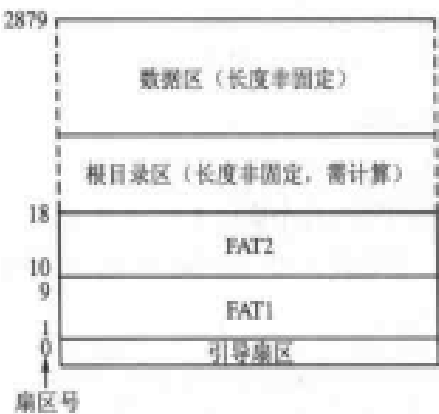 2879
数据区（长度非固定）
根目录区（长度非固定，需计算）
18
FAT2
10
9
FAT1
1
0
引导扇区
扇区号